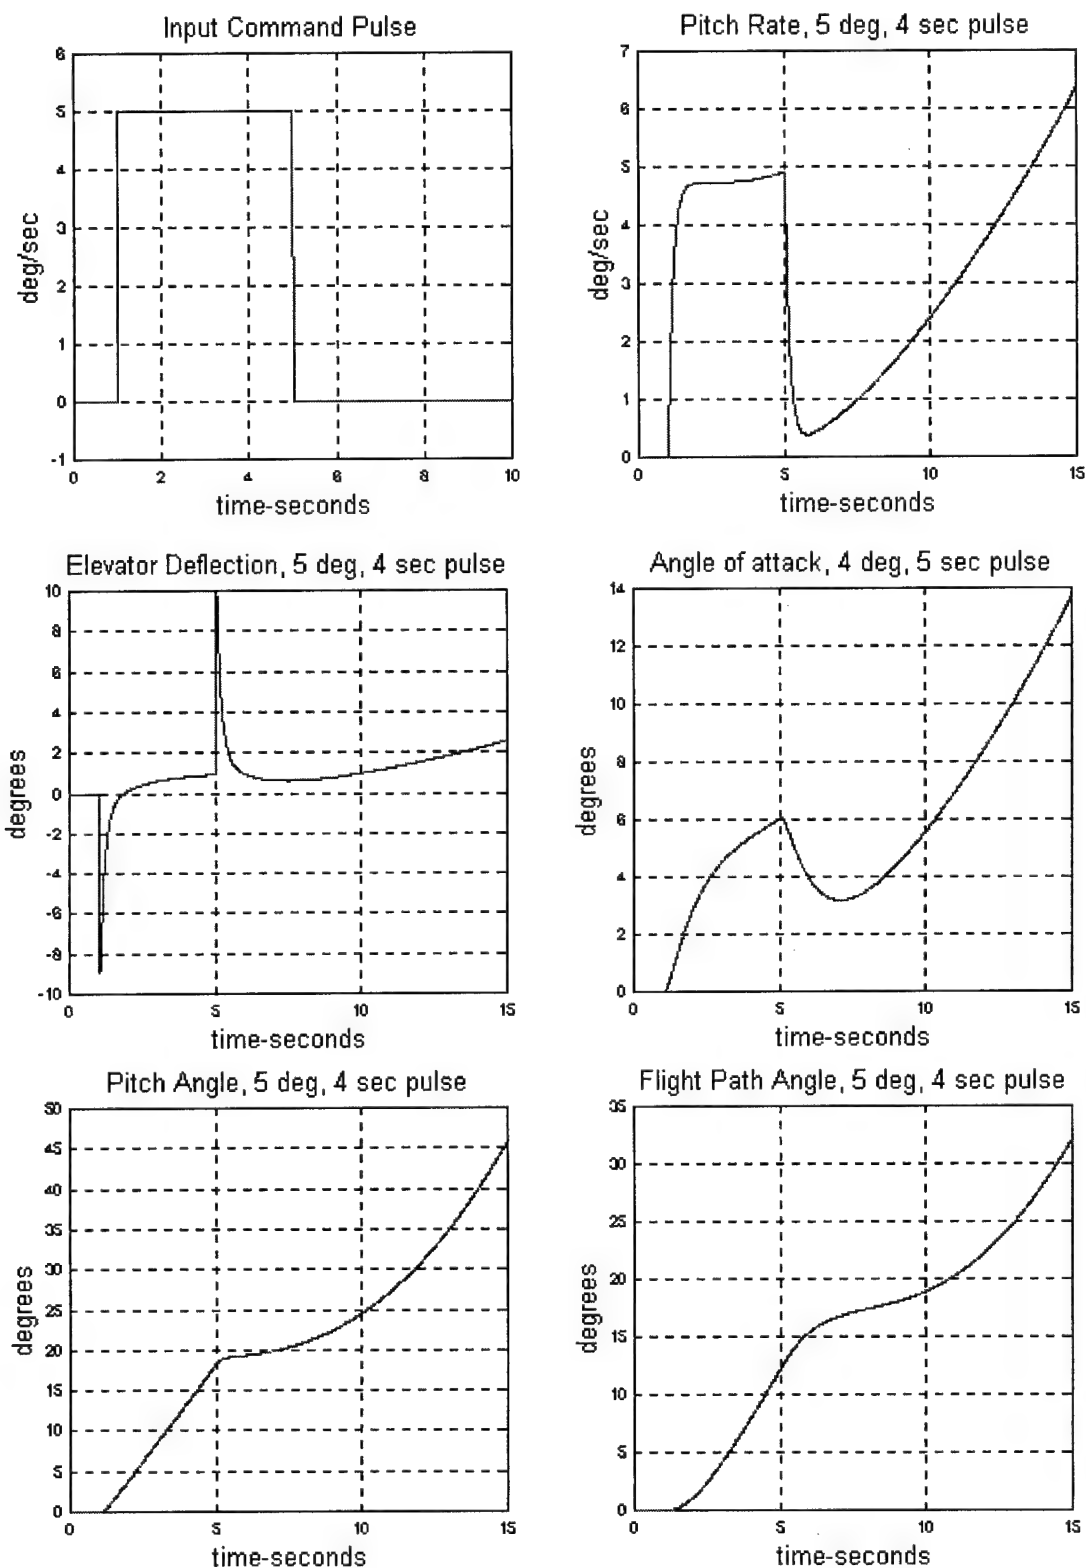 Input Command Pulse
6
5
4
3
2
1
0
-1
deg/sec
0 2 4 6 8 10
time-seconds
Pitch Rate, 5 deg, 4 sec pulse
7
6
5
4
3
2
1
0
deg/sec
0 5 10 15
time-seconds
Elevator Deflection, 5 deg, 4 sec pulse
10
8
6
4
2
0
-2
-4
-6
-8
-10
degrees
0 5 10 15
time-seconds
Angle of attack, 4 deg, 5 sec pulse
14
12
10
8
6
4
2
0
degrees
0 5 10 15
time-seconds
Pitch Angle, 5 deg, 4 sec pulse
50
45
40
35
30
25
20
15
10
5
0
degrees
0 5 10 15
time-seconds
Flight Path Angle, 5 deg, 4 sec pulse
35
30
25
20
15
10
5
0
degrees
0 5 10 15
time-seconds